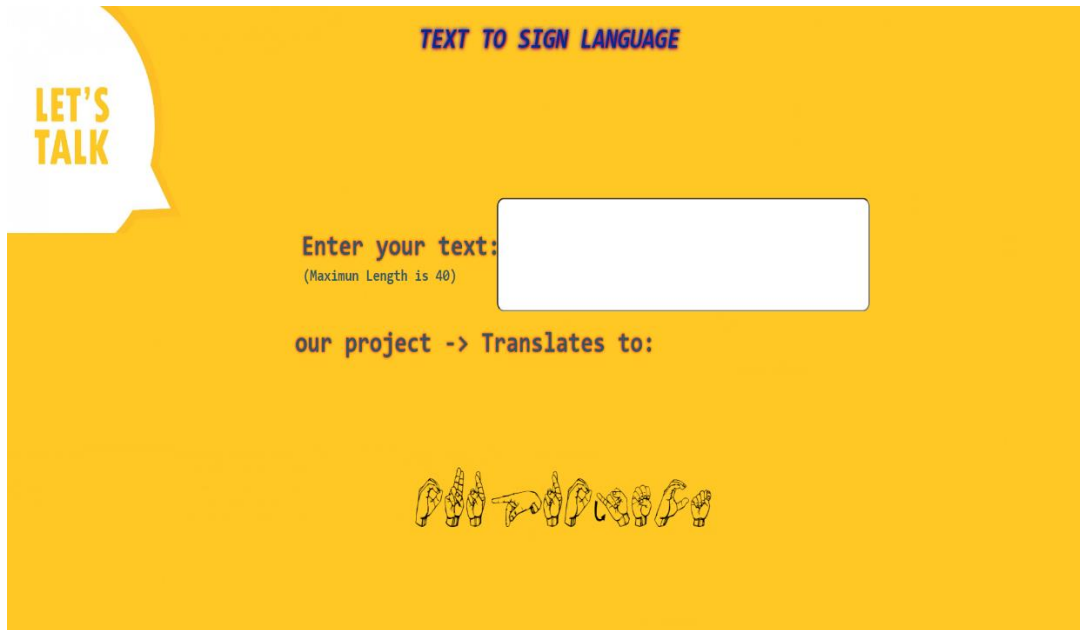 TEXT TO SIGN LANGUAGE
LET'S
TALK
Enter your text:
(Maximun Length is 40)
our project -> Translates to: